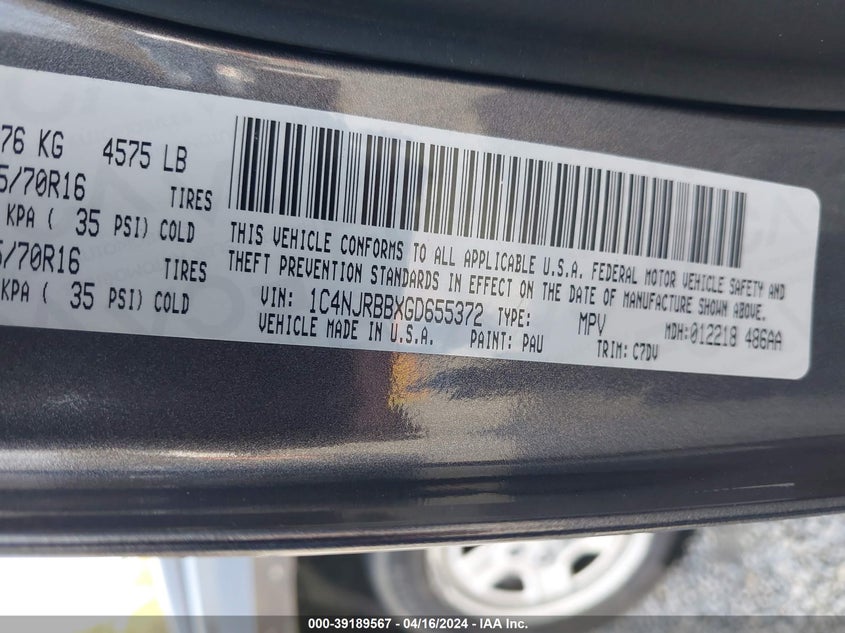 76 KG 4575 LB
5/70R16 TIRES
KPA ( 35 PSI) COLD
5/70R16 TIRES
KPA ( 35 PSI) COLD
THIS VEHICLE CONFORMS TO ALL APPLICABLE U.S.A. FEDERAL MOTOR VEHICLE SAFETY AND
THEFT PREVENTION STANDARDS IN EFFECT ON THE DATE OF MANUFACTURE SHOWN ABOVE.
VIN: 1C4NJRBBXGD655372 TYPE: MPV MDH:012218 486AA
VEHICLE MADE IN U.S.A. PAINT: PAU TRIM: C7DV
000-39189567 - 04/16/2024 - IAA Inc.